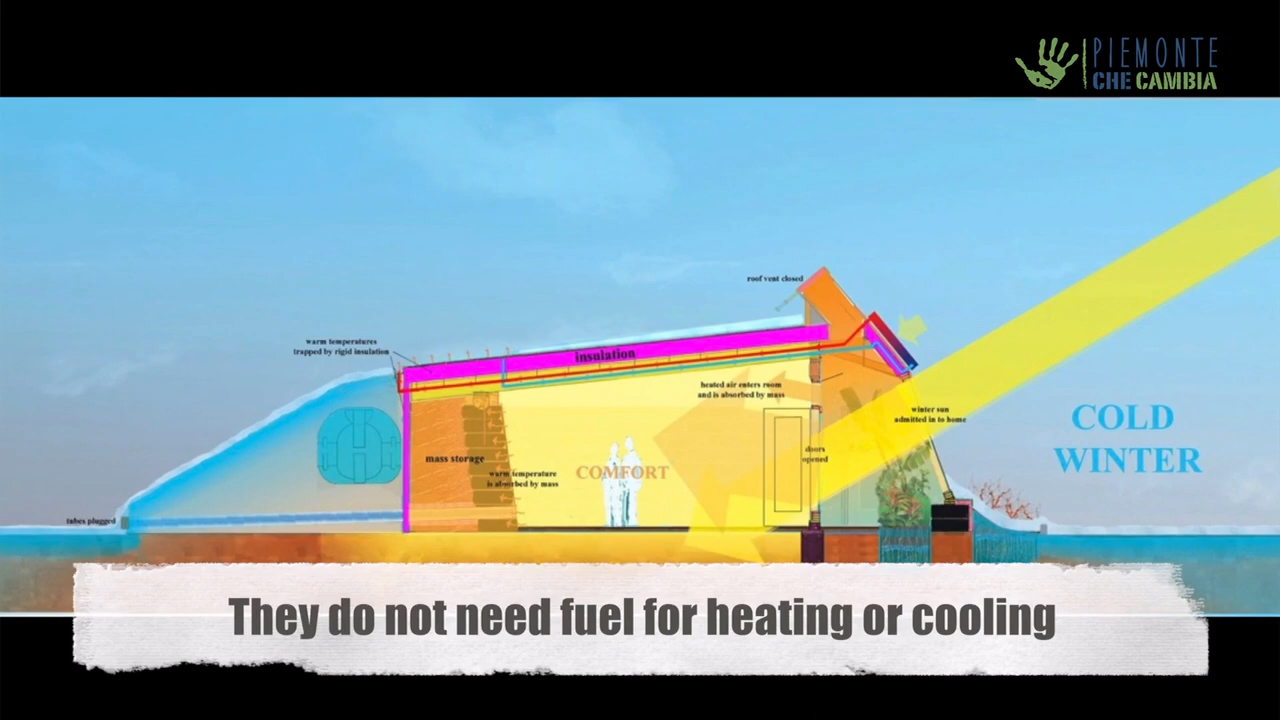 PIEMONTE
CHE CAMBIA
roof vent closed
warm temperatures
trapped by rigid insulation
insulation
heated air enters room
and is absorbed by mass
winter sun
admitted in to home
COLD
WINTER
doors
opened
mass storage
warm temperature
is absorbed by mass
COMFORT
tubes plugged
They do not need fuel for heating or cooling